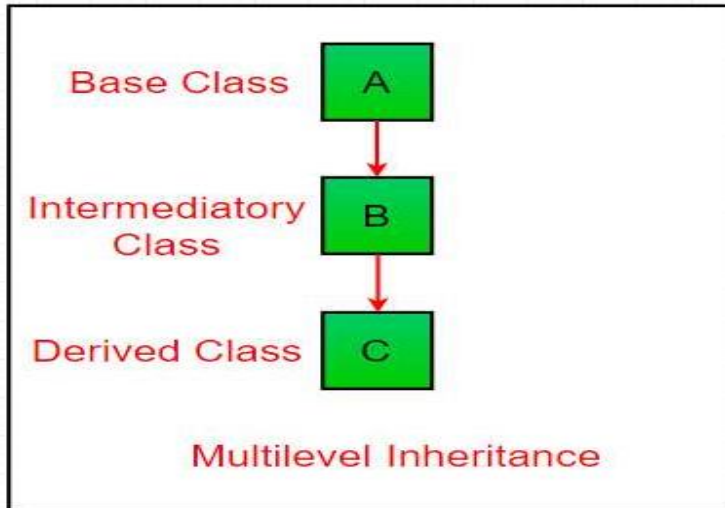 Base Class
A
Intermediatory
Class
B
Derived Class
C
Multilevel Inheritance